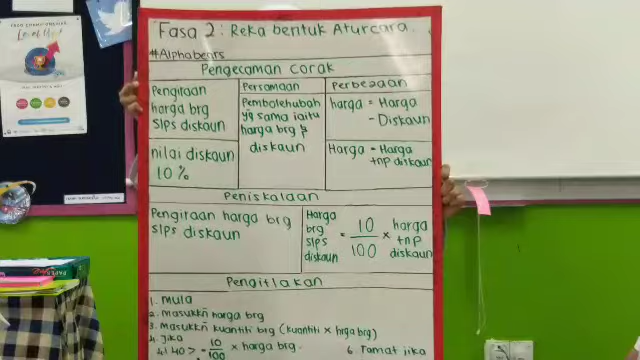 Fasa 2: Reka bentuk Aturcara.
#Alphabears
Pengecaman corak
Pengiraan
harga brg
slps diskaun
nilai diskaun
10 %
Persamaan
Pembolehubah
yg sama iaitu
harga brg &
diskaun
Perbezaan
harga = Harga
- Diskaun
Harga = Harga
tnp diskaun
Peniskalaan
Pengiraan harga brg
slps diskaun
Harga
brg
slps
diskaun
= 10/100 × harga
tnp
diskaun
Pengitlakan
1. mula
2. masukkn harga brg
3. masukkn kuantiti brg (kuantiti × hrga brg)
4. jika
10/100 × harga brg.
6. Tamat jika